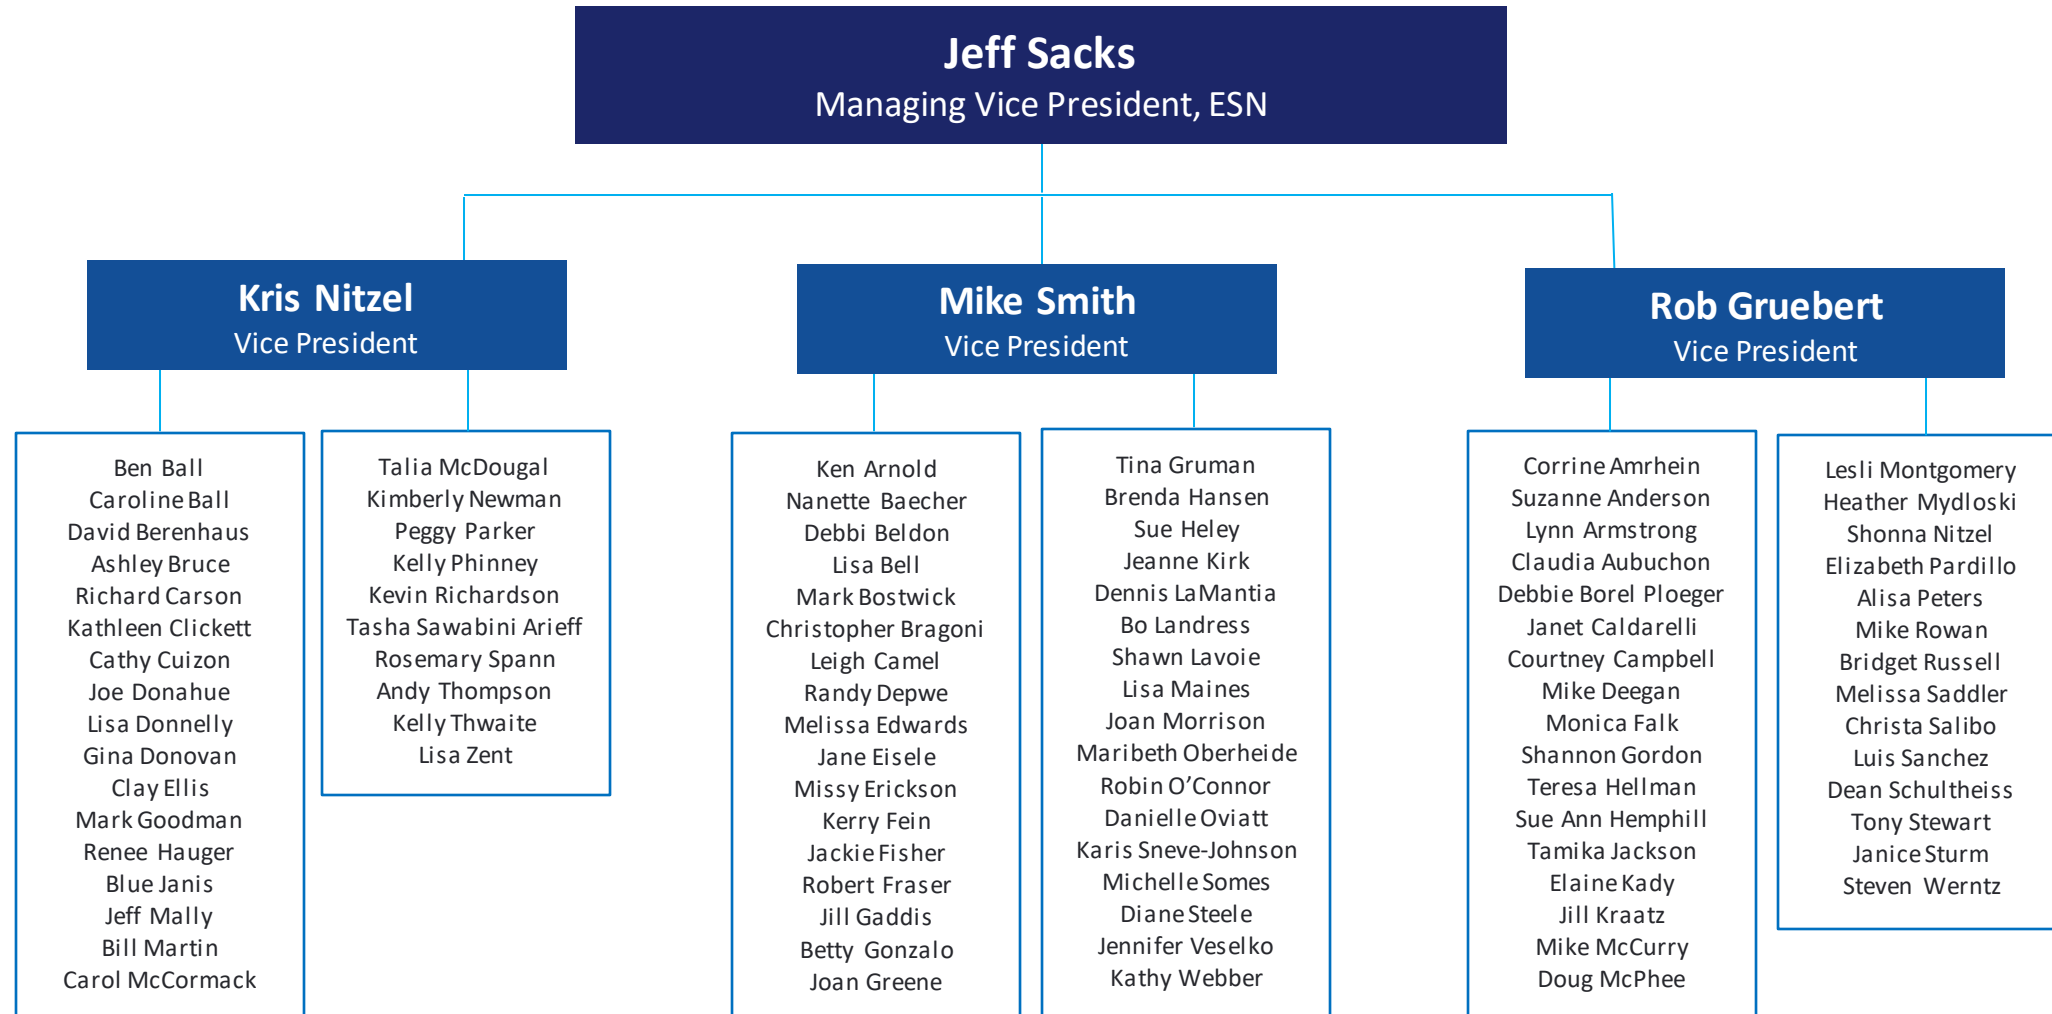 Jeff Sacks
Managing Vice President, ESN
Kris Nitzel
Vice President
Mike Smith
Vice President
Rob Gruebert
Vice President
Ben Ball
Caroline Ball
David Berenhaus
Ashley Bruce
Richard Carson
Kathleen Clickett
Cathy Cuizon
Joe Donahue
Lisa Donnelly
Gina Donovan
Clay Ellis
Mark Goodman
Renee Hauger
Blue Janis
Jeff Mally
Bill Martin
Carol McCormack
Talia McDougal
Kimberly Newman
Peggy Parker
Kelly Phinney
Kevin Richardson
Tasha Sawabini Arieff
Rosemary Spann
Andy Thompson
Kelly Thwaite
Lisa Zent
Ken Arnold
Nanette Baecher
Debbi Beldon
Lisa Bell
Mark Bostwick
Christopher Bragoni
Leigh Camel
Randy Depwe
Melissa Edwards
Jane Eisele
Missy Erickson
Kerry Fein
Jackie Fisher
Robert Fraser
Jill Gaddis
Betty Gonzalo
Joan Greene
Tina Gruman
Brenda Hansen
Sue Heley
Jeanne Kirk
Dennis LaMantia
Bo Landress
Shawn Lavoie
Lisa Maines
Joan Morrison
Maribeth Oberheide
Robin O’Connor
Danielle Oviatt
Karis Sneve-Johnson
Michelle Somes
Diane Steele
Jennifer Veselko
Kathy Webber
Corrine Amrhein
Suzanne Anderson
Lynn Armstrong
Claudia Aubuchon
Debbie Borel Ploeger
Janet Caldarelli
Courtney Campbell
Mike Deegan
Monica Falk
Shannon Gordon
Teresa Hellman
Sue Ann Hemphill
Tamika Jackson
Elaine Kady
Jill Kraatz
Mike McCurry
Doug McPhee
Lesli Montgomery
Heather Mydloski
Shonna Nitzel
Elizabeth Pardillo
Alisa Peters
Mike Rowan
Bridget Russell
Melissa Saddler
Christa Salibo
Luis Sanchez
Dean Schultheiss
Tony Stewart
Janice Sturm
Steven Werntz